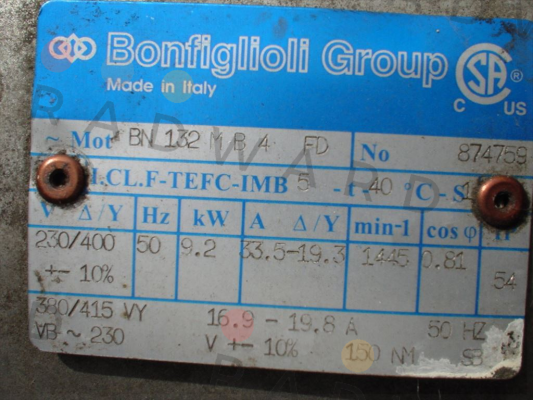 Bonfiglioli Group
Made in Italy
SA ®
C US
~ Mot BN 132 M B 4 FD No 874759
I.CL.F-TEFC-IMB 5 -t 40 °C-S
V Δ/Y Hz kW A Δ/Y min-1 cos φ
230/400 50 9.2 33.5-19.3 1445 0.81
+- 10% 54
380/415 VY 16.9 - 19.8 A 50 HZ
VB ~ 230 V +- 10% 150 NM SB
RADWARD